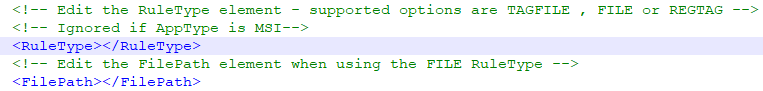 <!-- Edit the RuleType element - supported options are TAGFILE , FILE or REGTAG -->
<!-- Ignored if AppType is MSI-->
<RuleType></RuleType>
<!-- Edit the FilePath element when using the FILE RuleType -->
<FilePath></FilePath>